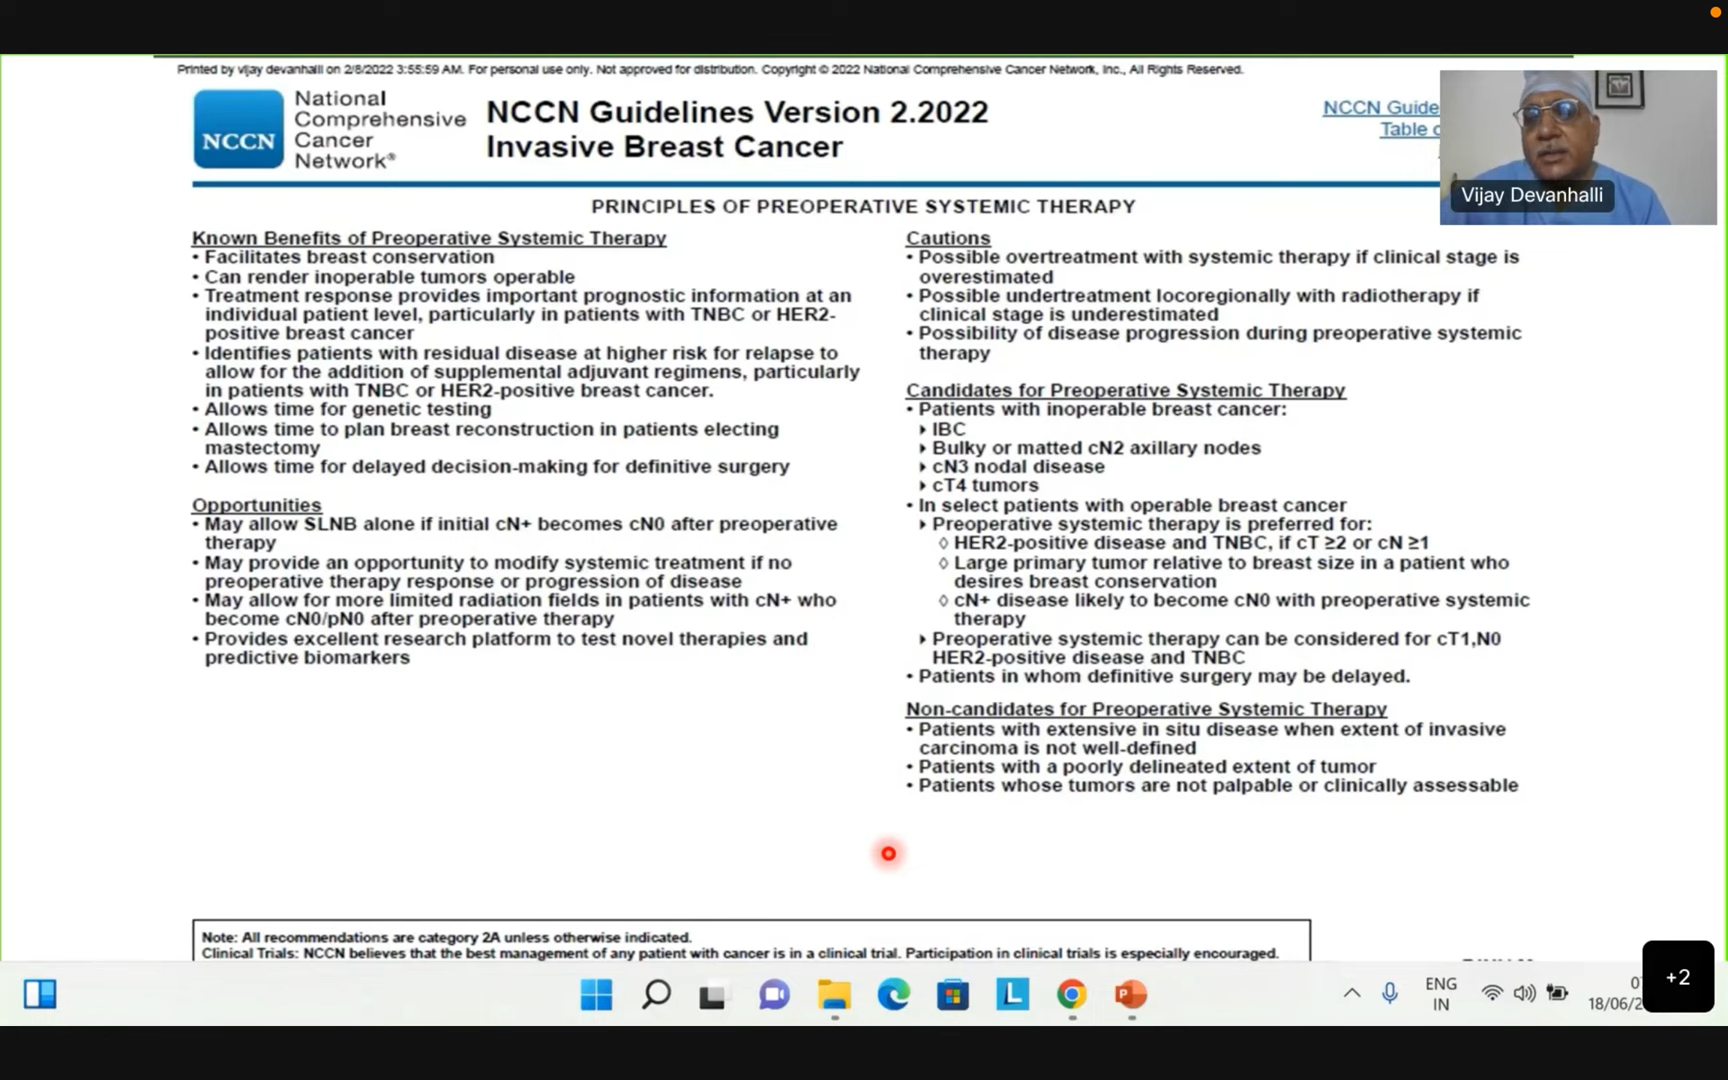 Printed by vijay devanhalli on 2/8/2022 3:55:59 AM. For personal use only. Not approved for distribution. Copyright © 2022 National Comprehensive Cancer Network, Inc., All Rights Reserved.
NCCN
National
Comprehensive
Cancer
Network®
NCCN Guidelines Version 2.2022
Invasive Breast Cancer
NCCN Guide
Table
Vijay Devanhalli
PRINCIPLES OF PREOPERATIVE SYSTEMIC THERAPY
Known Benefits of Preoperative Systemic Therapy
• Facilitates breast conservation
• Can render inoperable tumors operable
• Treatment response provides important prognostic information at an
individual patient level, particularly in patients with TNBC or HER2-
positive breast cancer
• Identifies patients with residual disease at higher risk for relapse to
allow for the addition of supplemental adjuvant regimens, particularly
in patients with TNBC or HER2-positive breast cancer.
• Allows time for genetic testing
• Allows time to plan breast reconstruction in patients electing
mastectomy
• Allows time for delayed decision-making for definitive surgery
Opportunities
• May allow SLNB alone if initial cN+ becomes cN0 after preoperative
therapy
• May provide an opportunity to modify systemic treatment if no
preoperative therapy response or progression of disease
• May allow for more limited radiation fields in patients with cN+ who
become cN0/pN0 after preoperative therapy
• Provides excellent research platform to test novel therapies and
predictive biomarkers
Cautions
• Possible overtreatment with systemic therapy if clinical stage is
overestimated
• Possible undertreatment locoregionally with radiotherapy if
clinical stage is underestimated
• Possibility of disease progression during preoperative systemic
therapy
Candidates for Preoperative Systemic Therapy
• Patients with inoperable breast cancer:
▸ IBC
▸ Bulky or matted cN2 axillary nodes
▸ cN3 nodal disease
▸ cT4 tumors
• In select patients with operable breast cancer
▸ Preoperative systemic therapy is preferred for:
◊ HER2-positive disease and TNBC, if cT ≥2 or cN ≥1
◊ Large primary tumor relative to breast size in a patient who
desires breast conservation
◊ cN+ disease likely to become cN0 with preoperative systemic
therapy
▸ Preoperative systemic therapy can be considered for cT1,N0
HER2-positive disease and TNBC
• Patients in whom definitive surgery may be delayed.
Non-candidates for Preoperative Systemic Therapy
• Patients with extensive in situ disease when extent of invasive
carcinoma is not well-defined
• Patients with a poorly delineated extent of tumor
• Patients whose tumors are not palpable or clinically assessable
Note: All recommendations are category 2A unless otherwise indicated.
Clinical Trials: NCCN believes that the best management of any patient with cancer is in a clinical trial. Participation in clinical trials is especially encouraged.
L
P
ENG
IN
18/06/2
+2